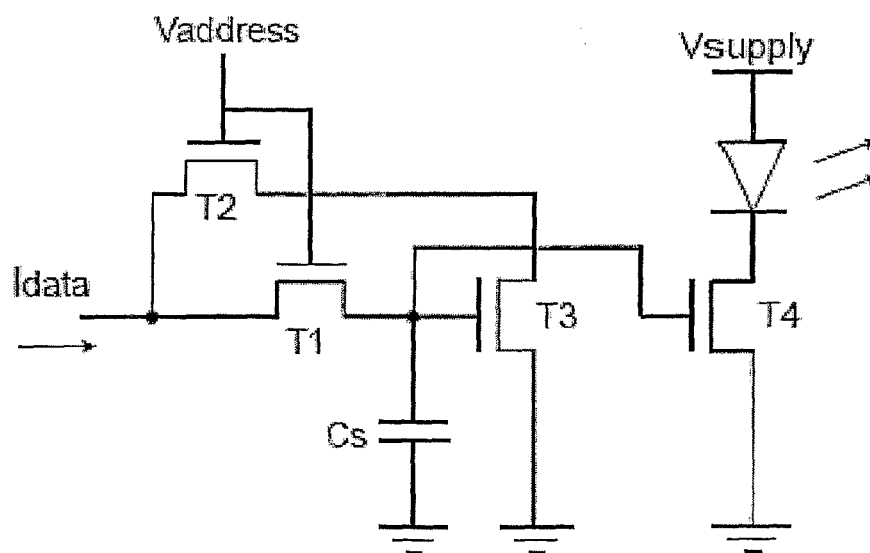 Vaddress
Vsupply
T2
Idata
T1
T3
T4
Cs